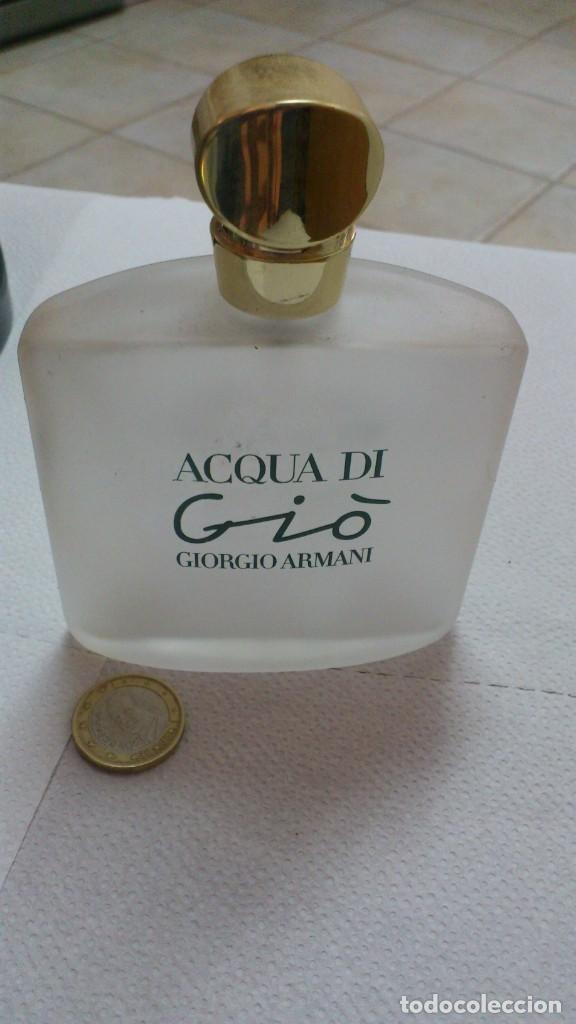 ACQUA DI
Giò
GIORGIO ARMANI
todocoleccion